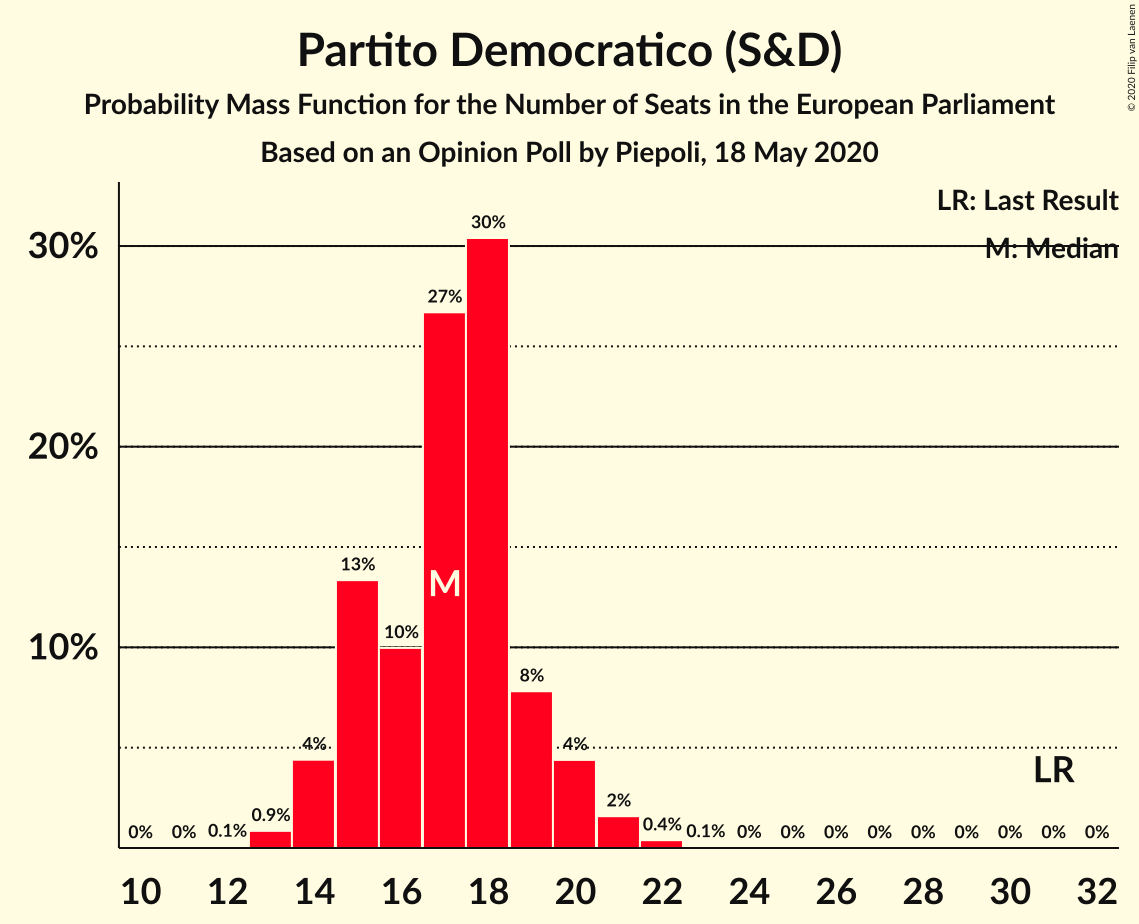 Partito Democratico (S&D)
Probability Mass Function for the Number of Seats in the European Parliament
Based on an Opinion Poll by Piepoli, 18 May 2020
© 2020 Filip van Laenen
LR: Last Result
M: Median
30%
20%
10%
0% 0% 0.1% 0.9% 4% 13% 10% 27% 30% 8% 4% 2% 0.4% 0.1% 0% 0% 0% 0% 0% 0% 0% 0% 0%
M
LR
10 12 14 16 18 20 22 24 26 28 30 32